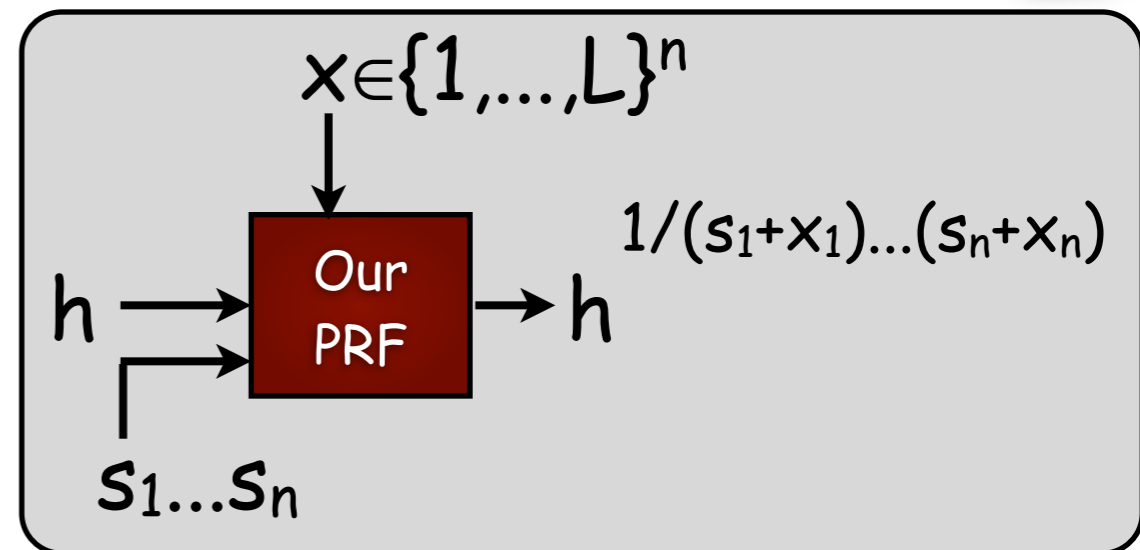 x∈{1,...,L}ⁿ
1/(s₁+x₁)...(sₙ+xₙ)
Our
PRF
h
h
s₁...sₙ